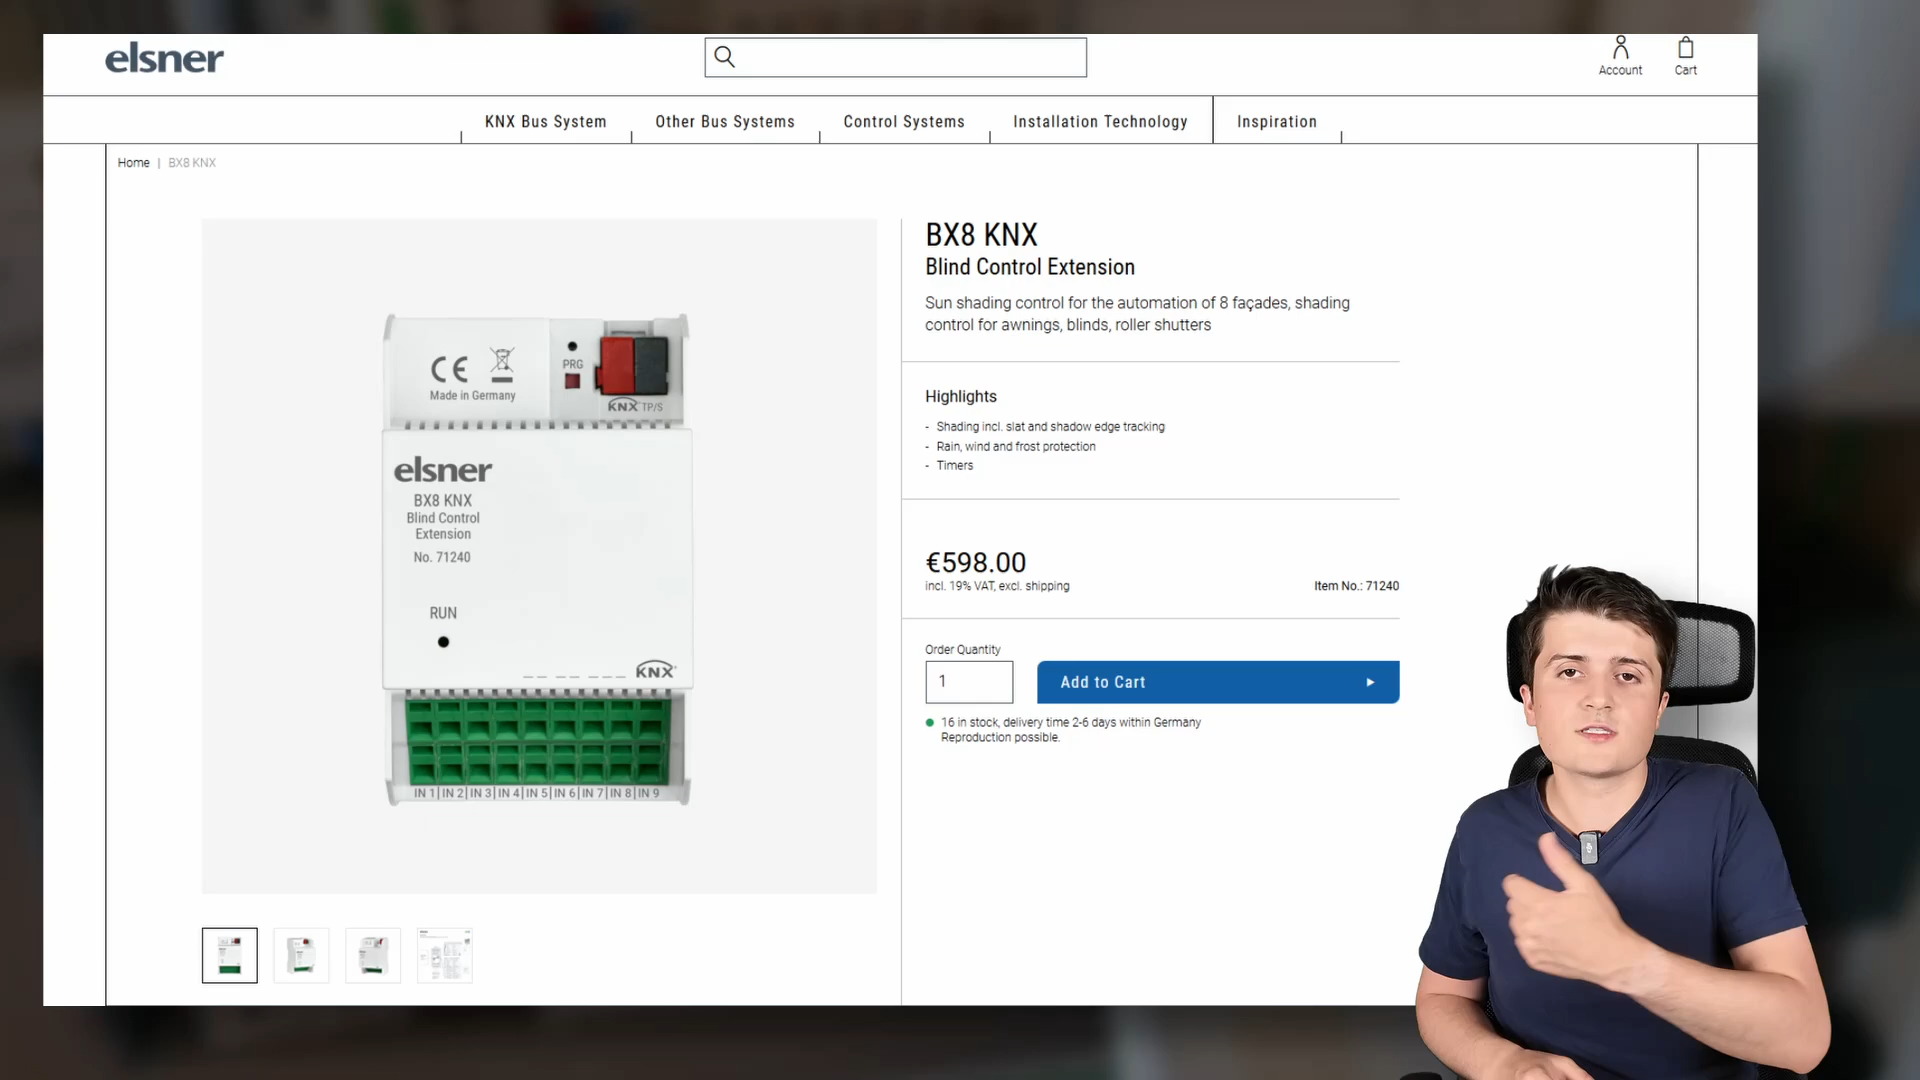 elsner
Account
Cart
KNX Bus System
Other Bus Systems
Control Systems
Installation Technology
Inspiration
Home | BX8 KNX
CE
Made in Germany
PRG
KNX TP/S
elsner
BX8 KNX
Blind Control
Extension
No. 71240
RUN
KNX
IN 1 | IN 2 | IN 3 | IN 4 | IN 5 | IN 6 | IN 7 | IN 8 | IN 9
BX8 KNX
Blind Control Extension
Sun shading control for the automation of 8 façades, shading
control for awnings, blinds, roller shutters
Highlights
- Shading incl. slat and shadow edge tracking
- Rain, wind and frost protection
- Timers
€598.00
incl. 19% VAT, excl. shipping
Item No.: 71240
Order Quantity
1
Add to Cart
16 in stock, delivery time 2-6 days within Germany
Reproduction possible.